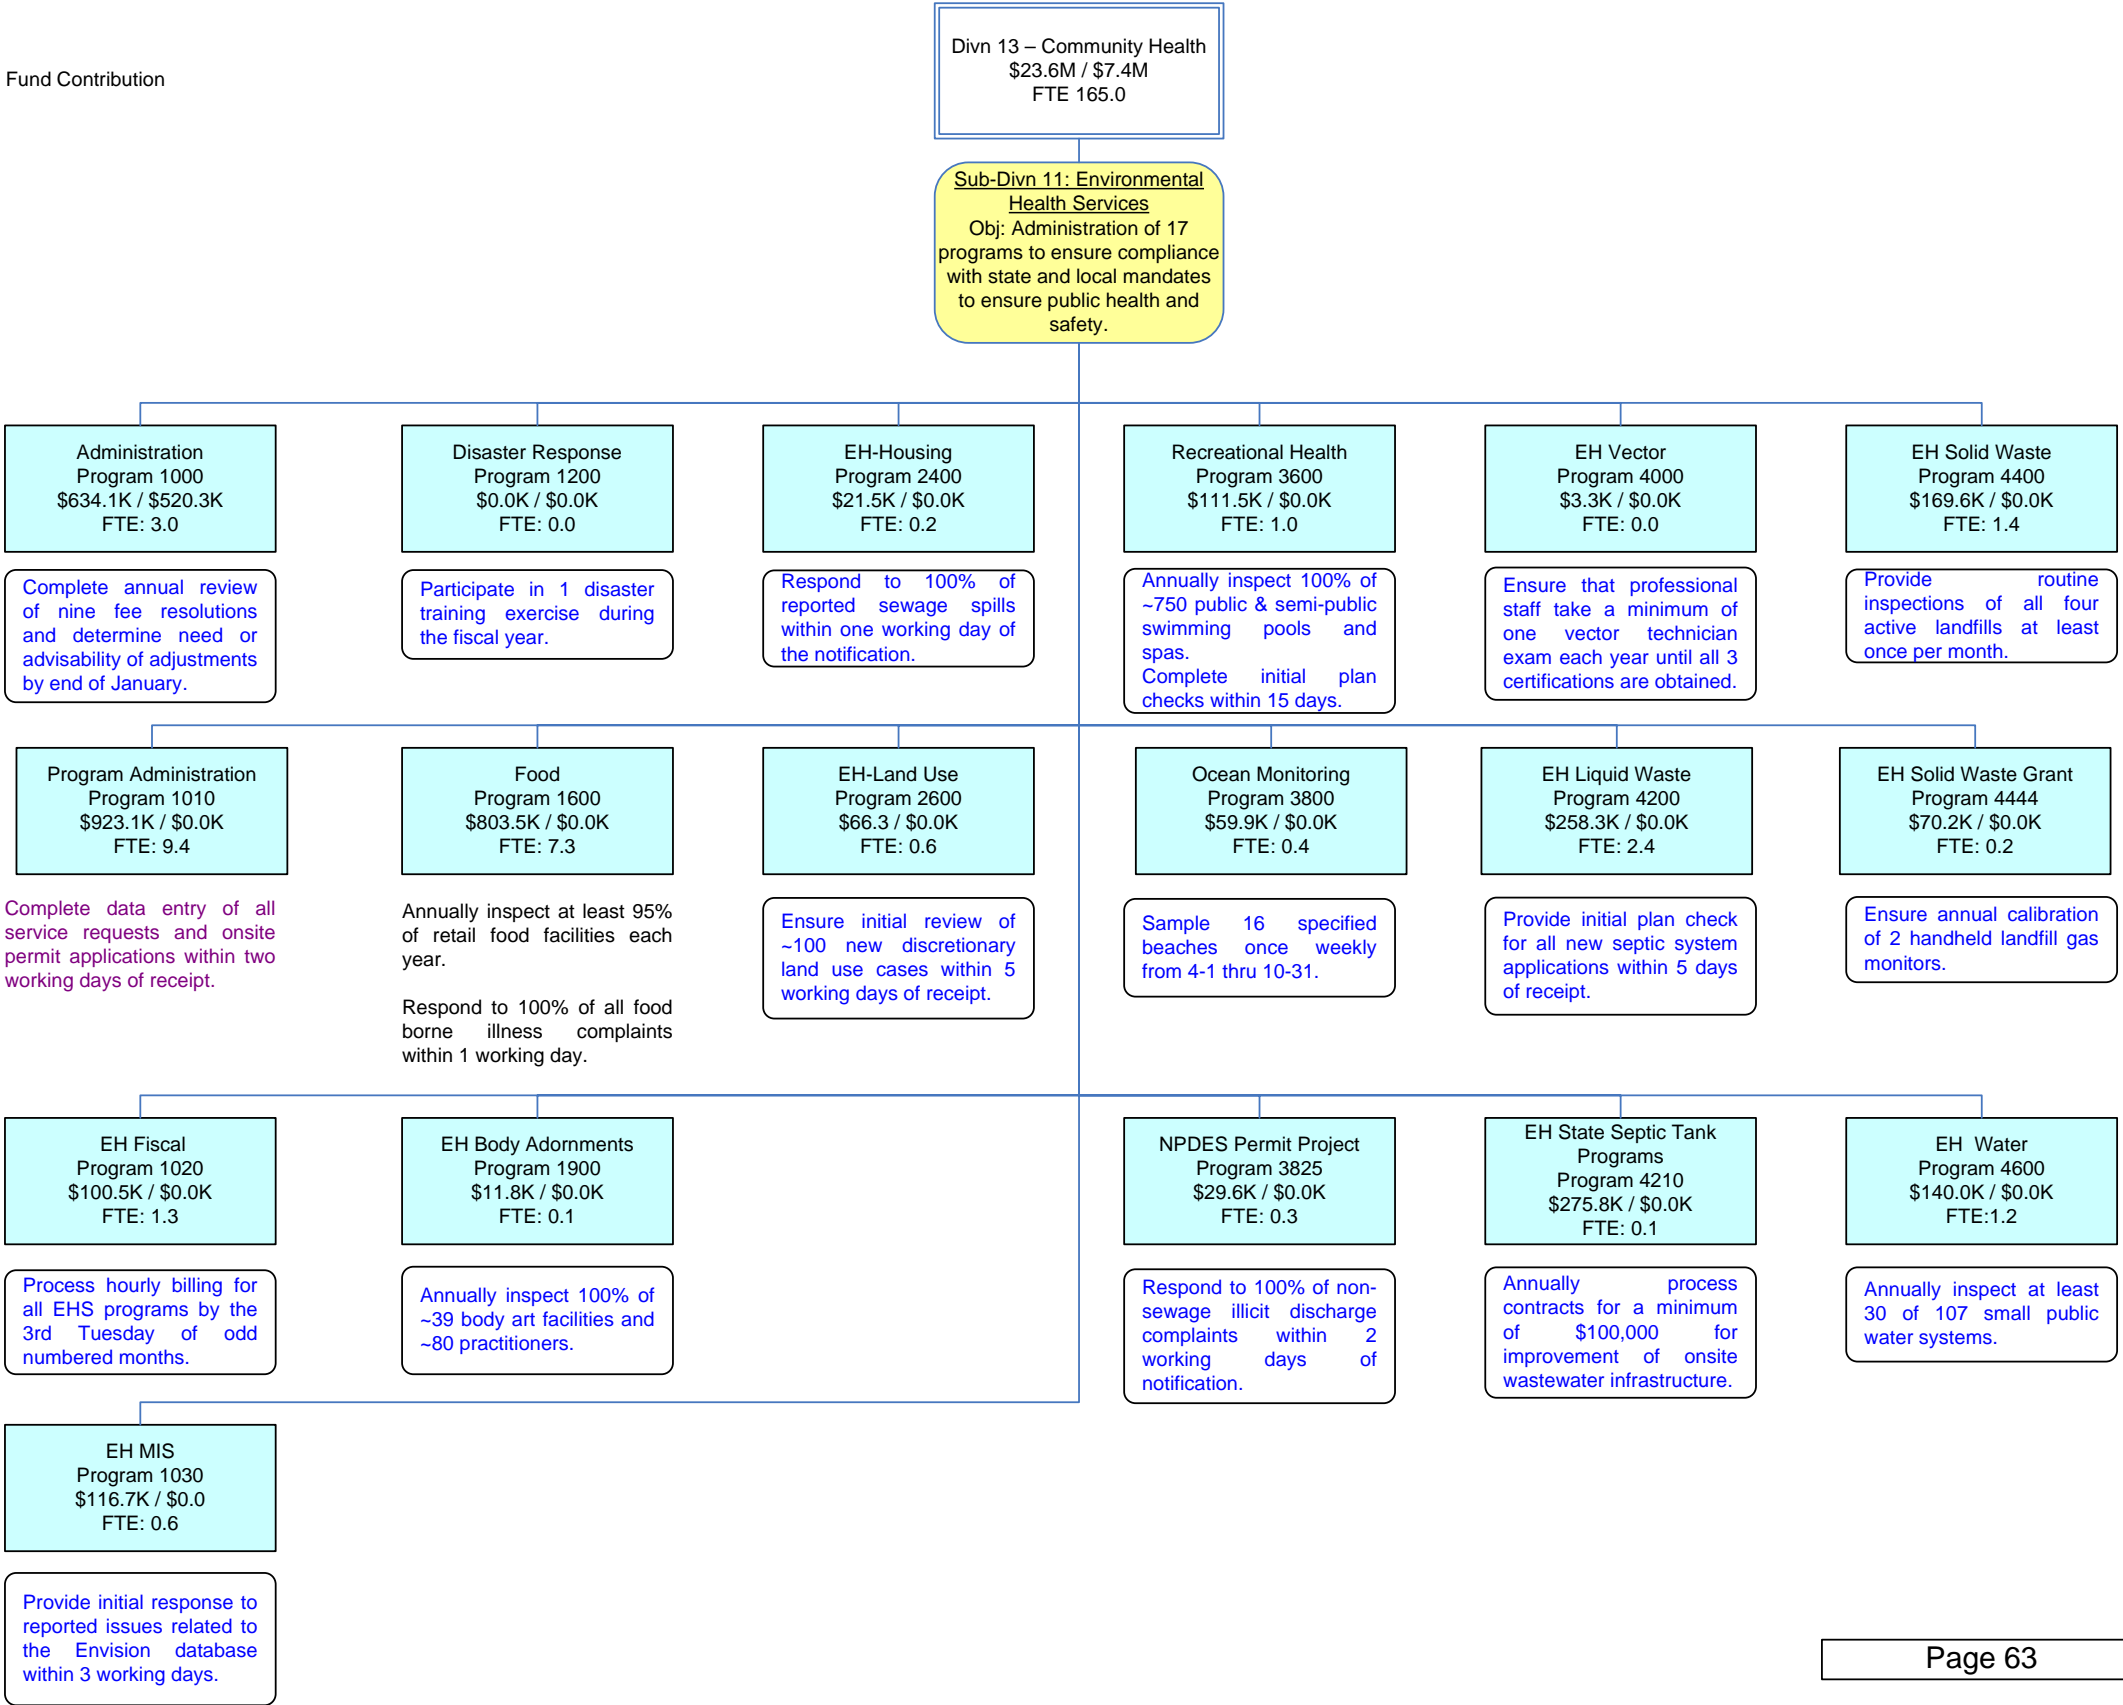 Fund Contribution
Divn 13 – Community Health
$23.6M / $7.4M
FTE 165.0
Sub-Divn 11: Environmental
Health Services
Obj: Administration of 17
programs to ensure compliance
with state and local mandates
to ensure public health and
safety.
Administration
Program 1000
$634.1K / $520.3K
FTE: 3.0
Complete annual review
of nine fee resolutions
and determine need or
advisability of adjustments
by end of January.
Disaster Response
Program 1200
$0.0K / $0.0K
FTE: 0.0
Participate in 1 disaster
training exercise during
the fiscal year.
EH-Housing
Program 2400
$21.5K / $0.0K
FTE: 0.2
Respond to 100% of
reported sewage spills
within one working day of
the notification.
Recreational Health
Program 3600
$111.5K / $0.0K
FTE: 1.0
Annually inspect 100% of
~750 public & semi-public
swimming pools and
spas.
Complete initial plan
checks within 15 days.
EH Vector
Program 4000
$3.3K / $0.0K
FTE: 0.0
Ensure that professional
staff take a minimum of
one vector technician
exam each year until all 3
certifications are obtained.
EH Solid Waste
Program 4400
$169.6K / $0.0K
FTE: 1.4
Provide routine
inspections of all four
active landfills at least
once per month.
Program Administration
Program 1010
$923.1K / $0.0K
FTE: 9.4
Complete data entry of all
service requests and onsite
permit applications within two
working days of receipt.
Food
Program 1600
$803.5K / $0.0K
FTE: 7.3
Annually inspect at least 95%
of retail food facilities each
year.
Respond to 100% of all food
borne illness complaints
within 1 working day.
EH-Land Use
Program 2600
$66.3 / $0.0K
FTE: 0.6
Ensure initial review of
~100 new discretionary
land use cases within 5
working days of receipt.
Ocean Monitoring
Program 3800
$59.9K / $0.0K
FTE: 0.4
Sample 16 specified
beaches once weekly
from 4-1 thru 10-31.
EH Liquid Waste
Program 4200
$258.3K / $0.0K
FTE: 2.4
Provide initial plan check
for all new septic system
applications within 5 days
of receipt.
EH Solid Waste Grant
Program 4444
$70.2K / $0.0K
FTE: 0.2
Ensure annual calibration
of 2 handheld landfill gas
monitors.
EH Fiscal
Program 1020
$100.5K / $0.0K
FTE: 1.3
Process hourly billing for
all EHS programs by the
3rd Tuesday of odd
numbered months.
EH Body Adornments
Program 1900
$11.8K / $0.0K
FTE: 0.1
Annually inspect 100% of
~39 body art facilities and
~80 practitioners.
NPDES Permit Project
Program 3825
$29.6K / $0.0K
FTE: 0.3
Respond to 100% of non-
sewage illicit discharge
complaints within 2
working days of
notification.
EH State Septic Tank
Programs
Program 4210
$275.8K / $0.0K
FTE: 0.1
Annually process
contracts for a minimum
of $100,000 for
improvement of onsite
wastewater infrastructure.
EH Water
Program 4600
$140.0K / $0.0K
FTE:1.2
Annually inspect at least
30 of 107 small public
water systems.
EH MIS
Program 1030
$116.7K / $0.0
FTE: 0.6
Provide initial response to
reported issues related to
the Envision database
within 3 working days.
Page 63